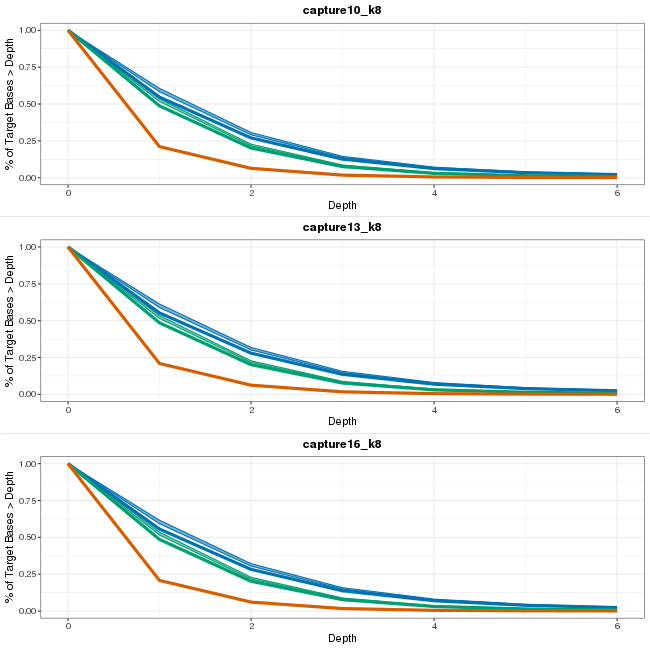 capture10_k8
% of Target Bases > Depth
1.00
0.75
0.50
0.25
0.00
0 2 4 6
Depth
capture13_k8
% of Target Bases > Depth
1.00
0.75
0.50
0.25
0.00
0 2 4 6
Depth
capture16_k8
% of Target Bases > Depth
1.00
0.75
0.50
0.25
0.00
0 2 4 6
Depth